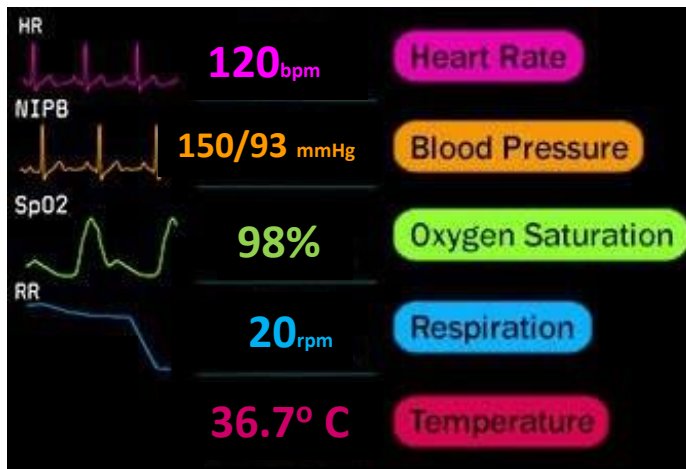 HR
120bpm
Heart Rate
NIPB
150/93 mmHg
Blood Pressure
SpO2
98%
Oxygen Saturation
RR
20rpm
Respiration
36.7º C
Temperature